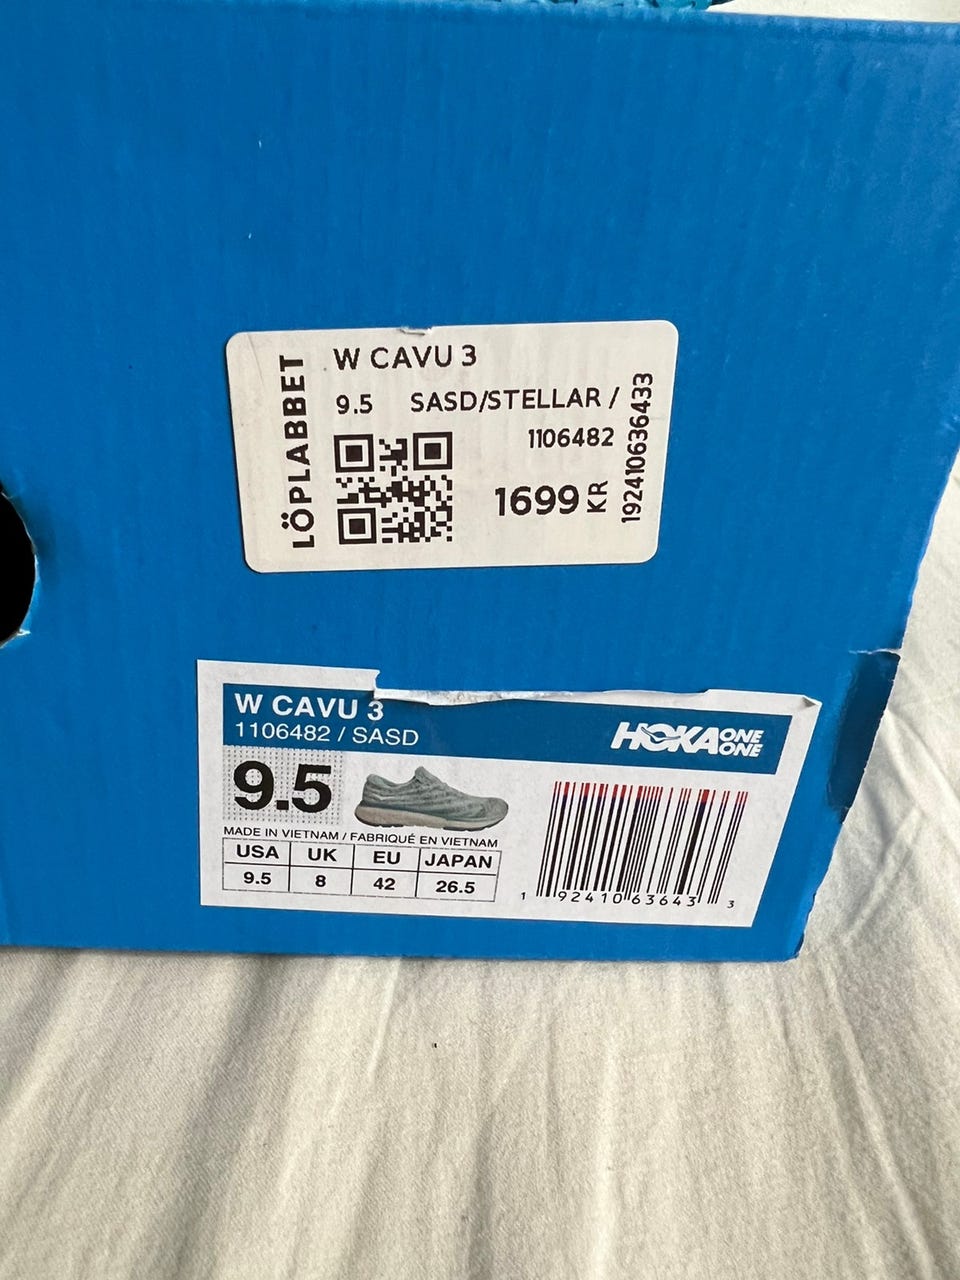 LÖPLABBET
W CAVU 3
9.5 SASD/STELLAR /
1106482
1699 KR
192410636433
W CAVU 3
1106482 / SASD
HOKA ONE ONE
9.5
MADE IN VIETNAM / FABRIQUÉ EN VIETNAM
USA UK EU JAPAN
9.5 8 42 26.5
1 92410 63643 3